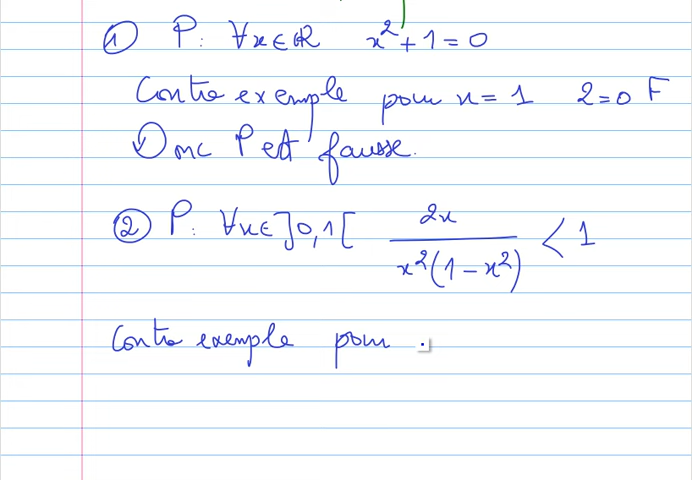 ① P: ∀x∈ℝ x²+1=0
Contre exemple pour x=1 2=0 F
Donc P est fausse.
② P: ∀x∈]0,1[ 2x / x²(1-x²) < 1
Contre exemple pour